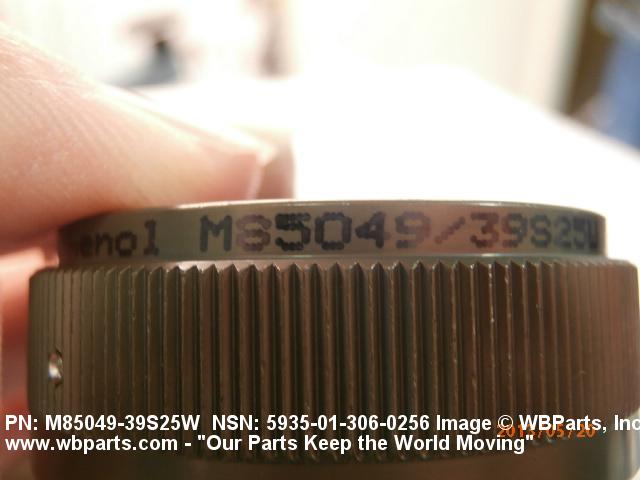 enol M85049/39S25W
PN: M85049-39S25W NSN: 5935-01-306-0256 Image © WBParts, Inc
www.wbparts.com - "Our Parts Keep the World Moving"